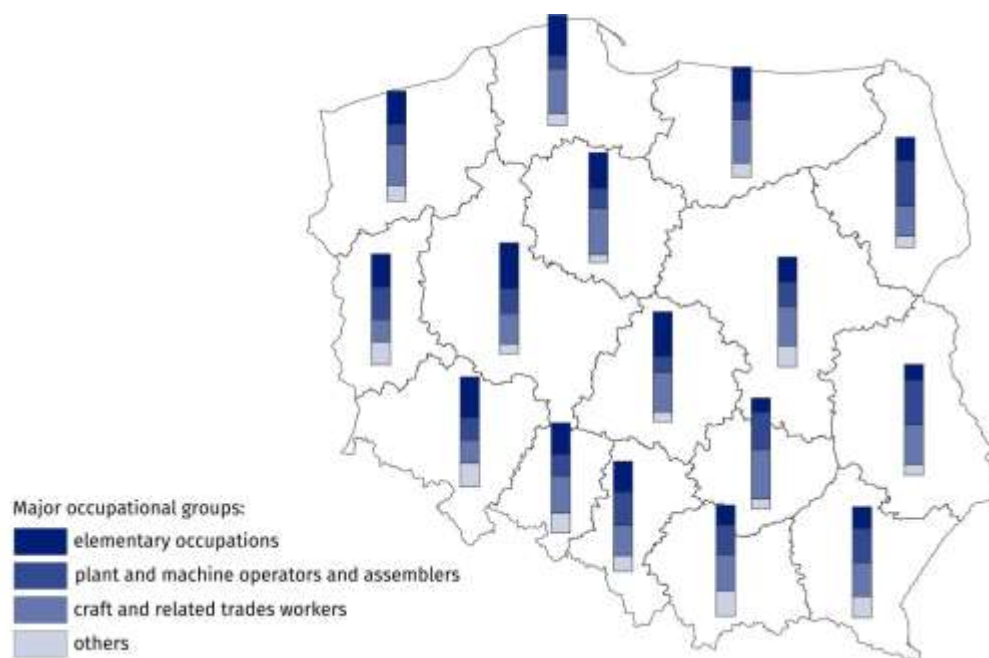 Major occupational groups:
elementary occupations
plant and machine operators and assemblers
craft and related trades workers
others